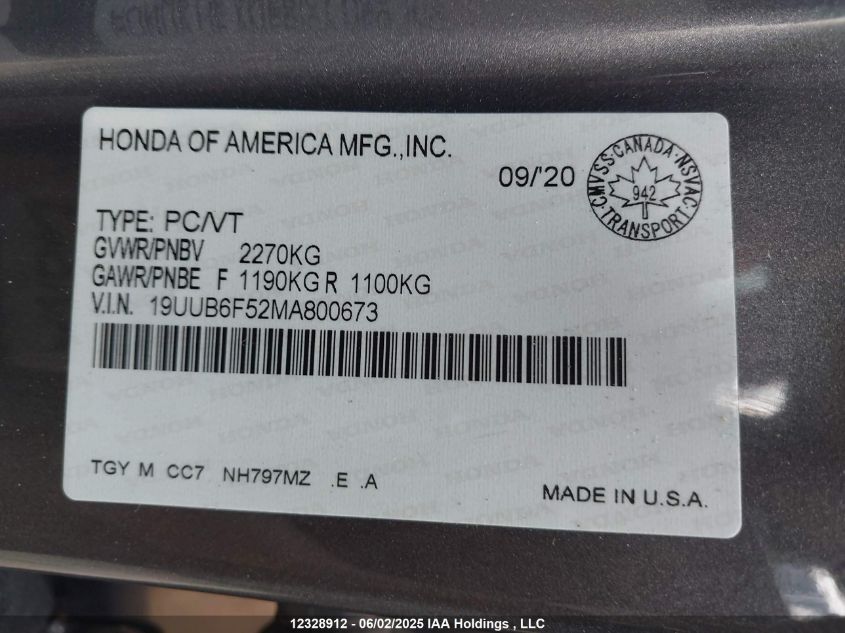 HONDA OF AMERICA MFG.,INC.
09/'20
CMVSS·CANADA·NSVAC
942
·TRANSPORT·
TYPE: PC/VT
GVWR/PNBV 2270KG
GAWR/PNBE F 1190KG R 1100KG
V.I.N. 19UUB6F52MA800673
TGY M CC7 NH797MZ .E .A
MADE IN U.S.A.
12328912 - 06/02/2025 IAA Holdings , LLC